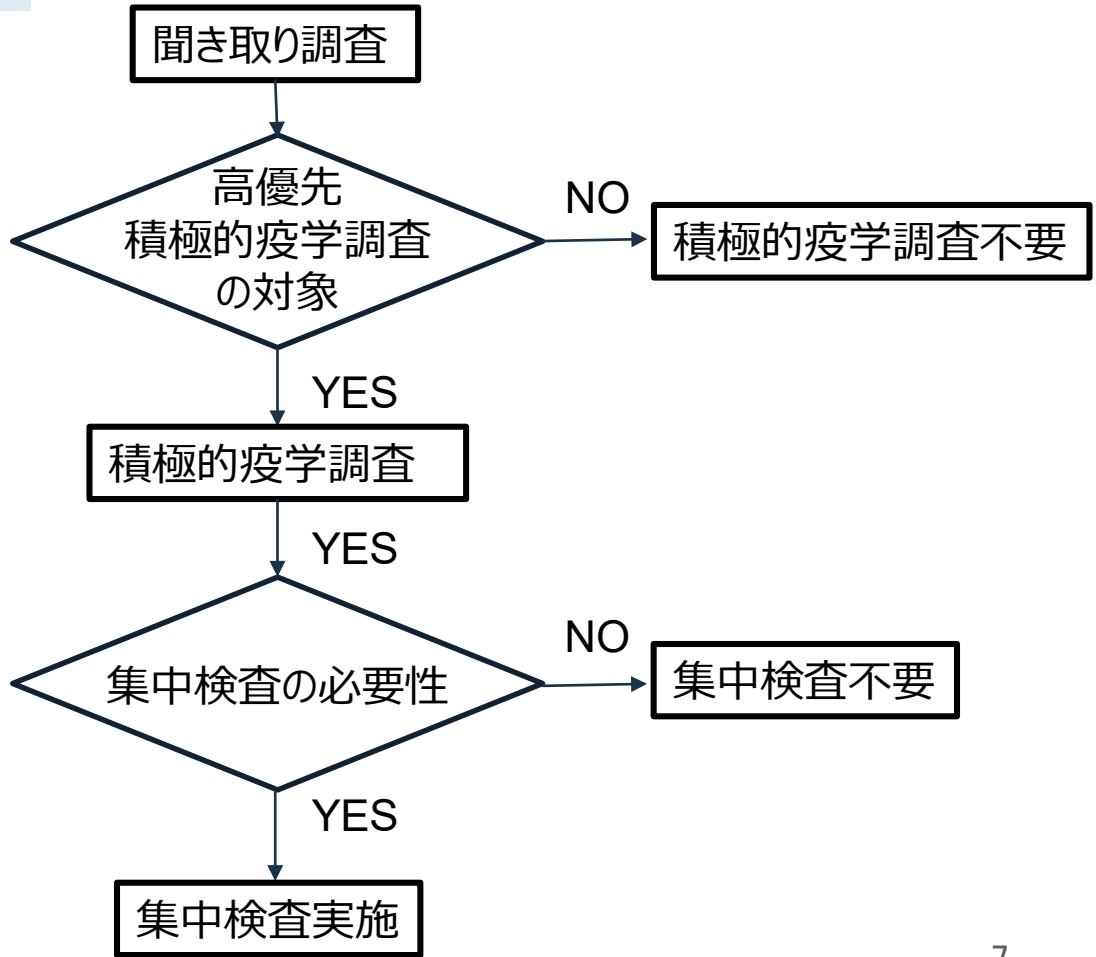 聞き取り調査
高優先
積極的疫学調査
の対象
NO
積極的疫学調査不要
YES
積極的疫学調査
YES
集中検査の必要性
NO
集中検査不要
YES
集中検査実施
7